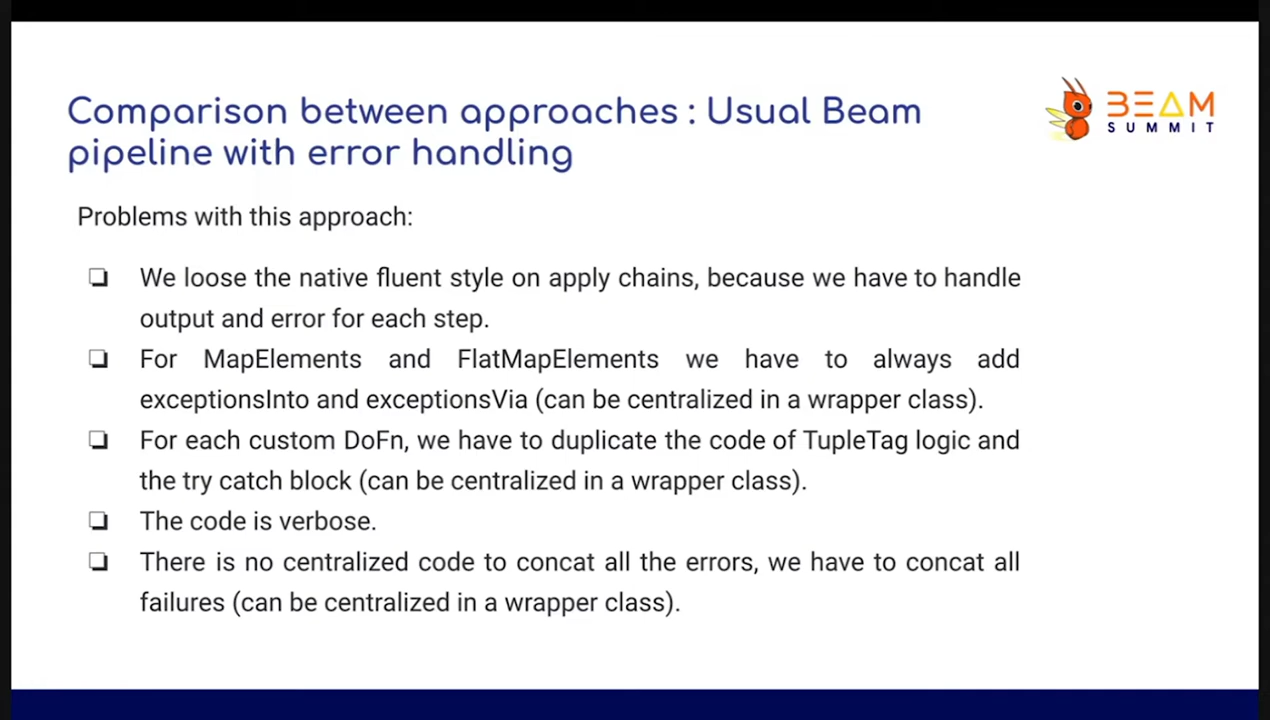 Comparison between approaches : Usual Beam
pipeline with error handling
BEAM
SUMMIT
Problems with this approach:
❏ We loose the native fluent style on apply chains, because we have to handle
output and error for each step.
❏ For MapElements and FlatMapElements we have to always add
exceptionsInto and exceptionsVia (can be centralized in a wrapper class).
❏ For each custom DoFn, we have to duplicate the code of TupleTag logic and
the try catch block (can be centralized in a wrapper class).
❏ The code is verbose.
❏ There is no centralized code to concat all the errors, we have to concat all
failures (can be centralized in a wrapper class).